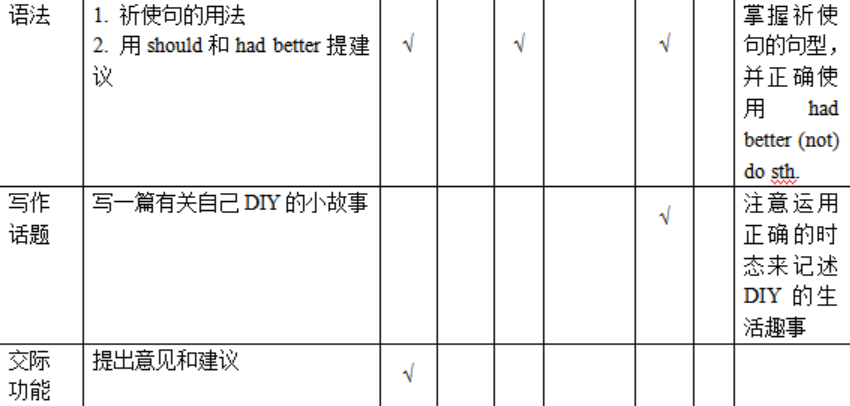 语法
1. 祈使句的用法
2. 用 should 和 had better 提建
议
√ √ √
掌握祈使
句的句型，
并正确使
用 had
better (not)
do sth.
写作
话题
写一篇有关自己 DIY 的小故事
√
注意运用
正确的时
态来记述
DIY 的生
活趣事
交际
功能
提出意见和建议
√